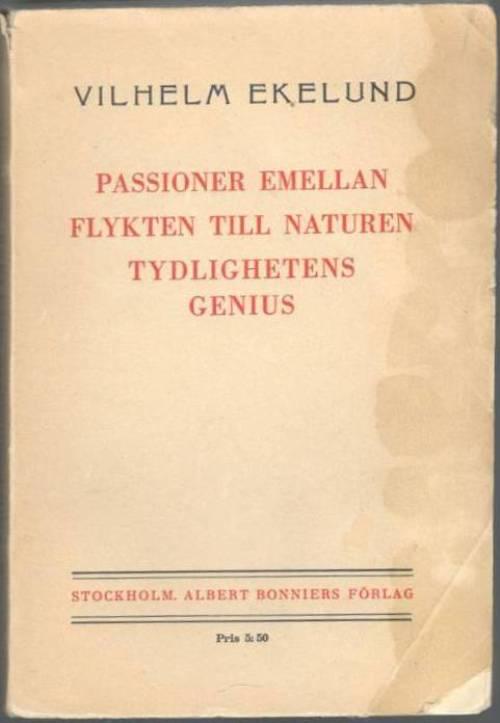 VILHELM EKELUND
PASSIONER EMELLAN
FLYKTEN TILL NATUREN
TYDLIGHETENS
GENIUS
STOCKHOLM. ALBERT BONNIERS FÖRLAG
Pris 5: 50